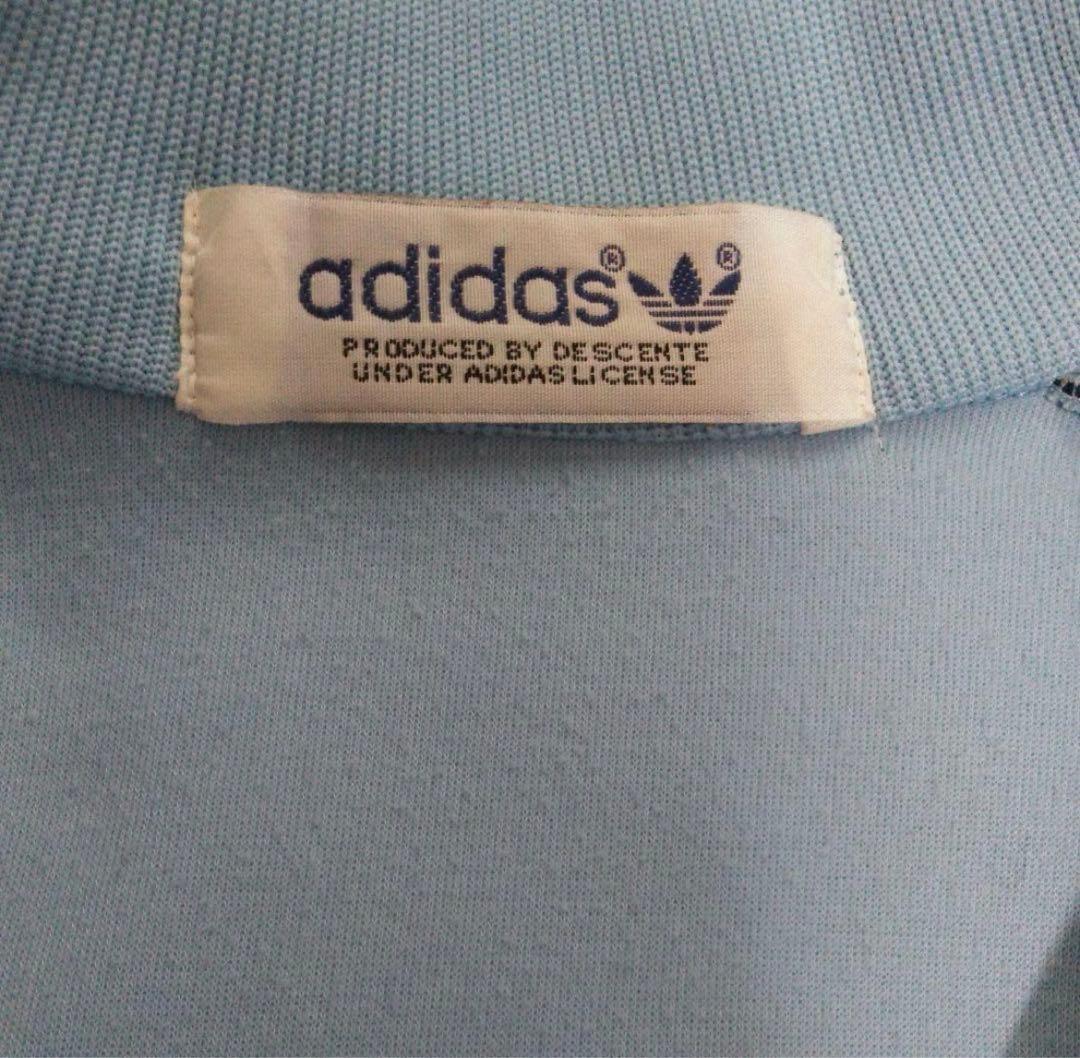 adidas®®
PRODUCED BY DESCENTE
UNDER ADIDAS LICENSE